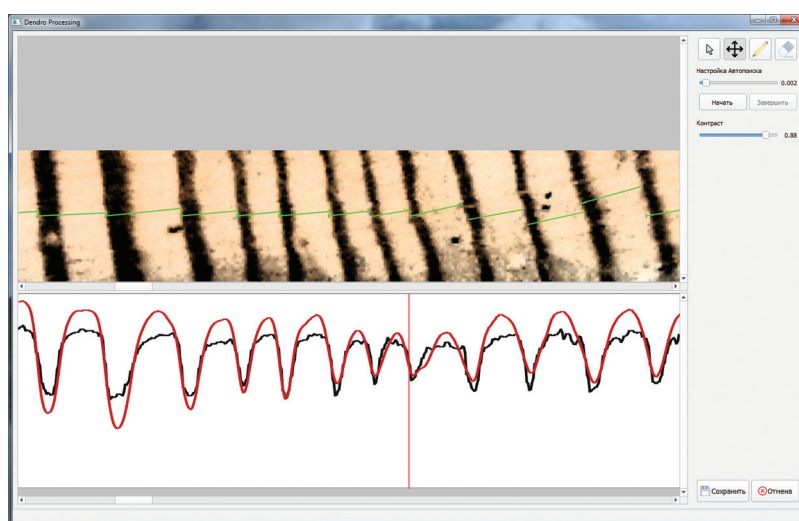 Dendro Processing
Настройка Автопоиска
0.002
Начать
Завершить
Контраст
0.88
Сохранить
Отмена